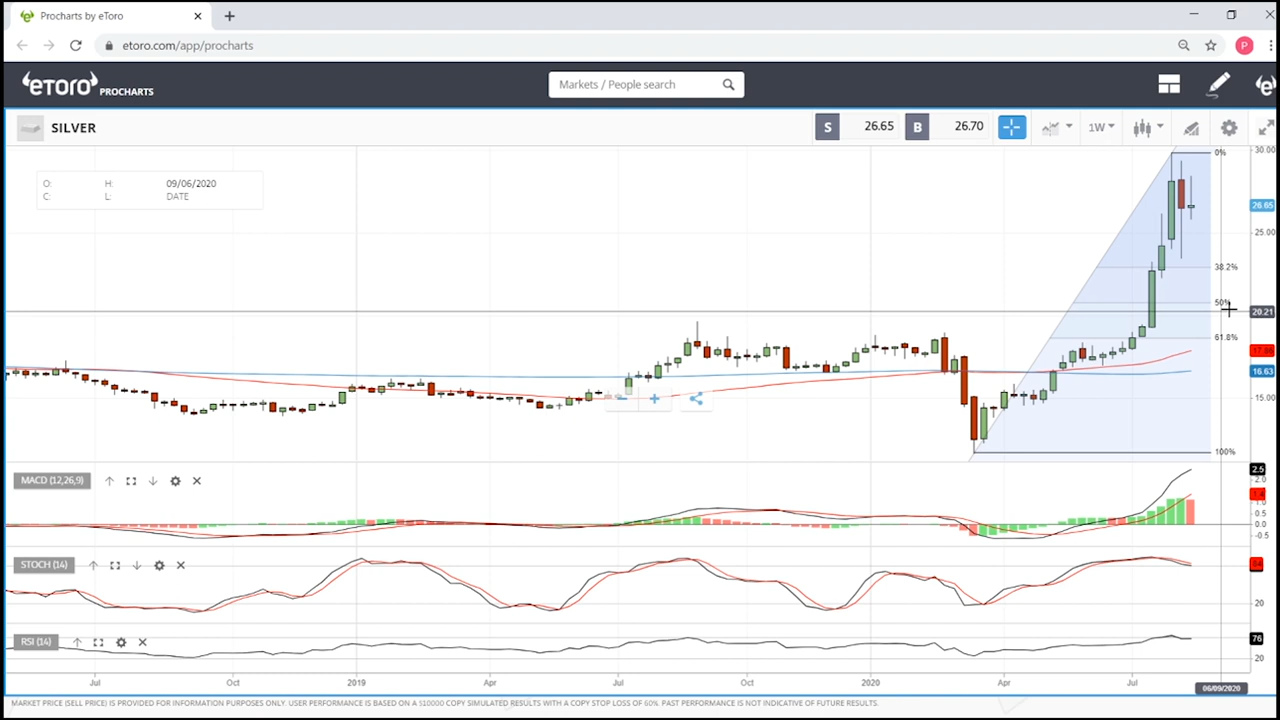 Procharts by eToro
etoro.com/app/procharts
P
eTORO PROCHARTS
Markets / People search
SILVER
S 26.65 B 26.70
1W
O: H: 09/06/2020
C: L: DATE
30.00
0%
26.65
25.00
38.2%
50%
20.21
61.8%
16.63
15.00
100%
MACD (12,26,9)
2.5
2.0
1.0
0.5
0.0
-0.5
STOCH (14)
84
20
RSI (14)
76
20
Jul Oct 2019 Apr Jul Oct 2020 Apr Jul
06/09/2020
MARKET PRICE (SELL PRICE) IS PROVIDED FOR INFORMATION PURPOSES ONLY. USER PERFORMANCE IS BASED ON A $10000 COPY SIMULATED RESULTS WITH A COPY STOP LOSS OF 60%. PAST PERFORMANCE IS NOT INDICATIVE OF FUTURE RESULTS.